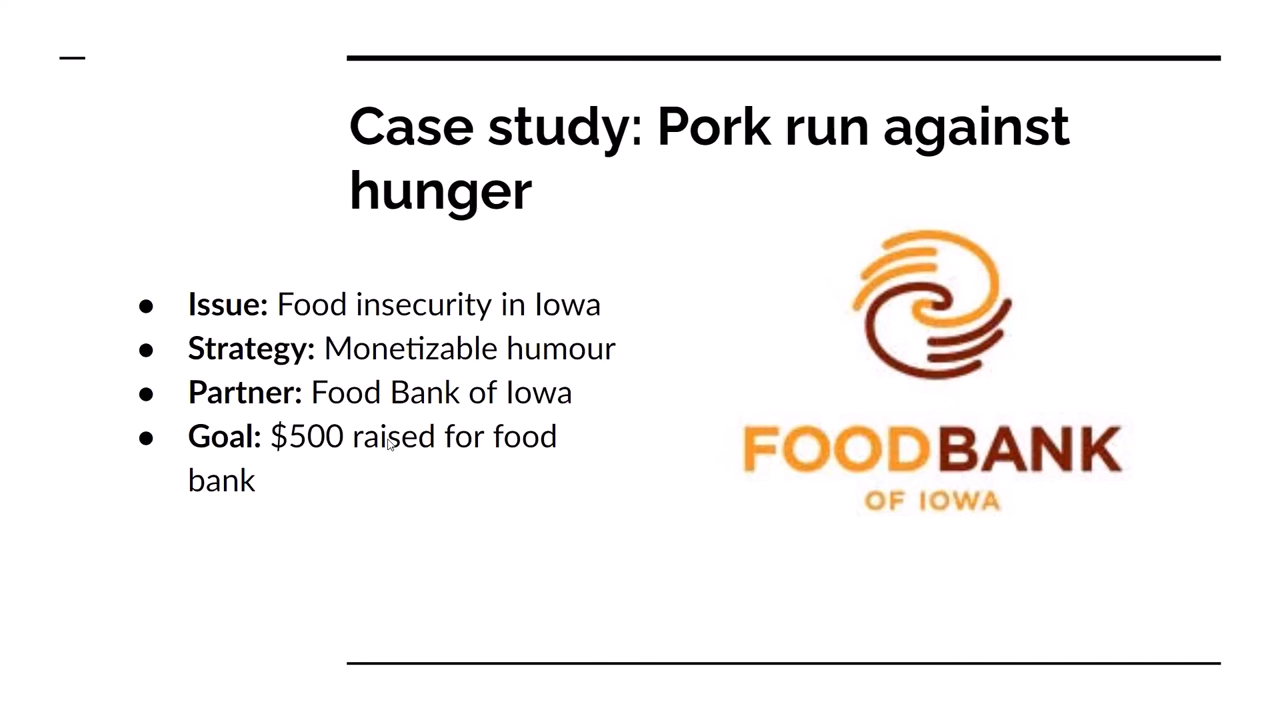 Case study: Pork run against
hunger
● Issue: Food insecurity in Iowa
● Strategy: Monetizable humour
● Partner: Food Bank of Iowa
● Goal: $500 raised for food
bank
FOODBANK
OF IOWA